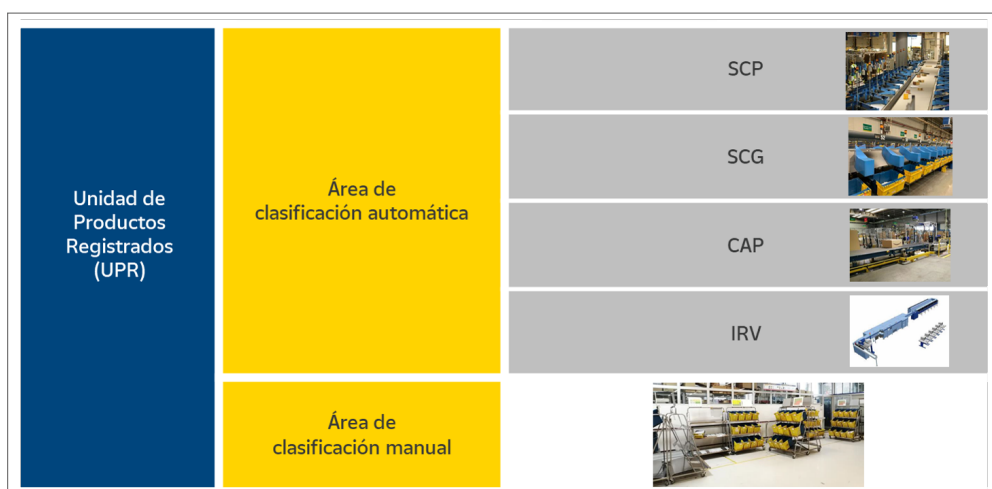 Unidad de
Productos
Registrados
(UPR)
Área de
clasificación automática
SCP
SCG
CAP
IRV
Área de
clasificación manual